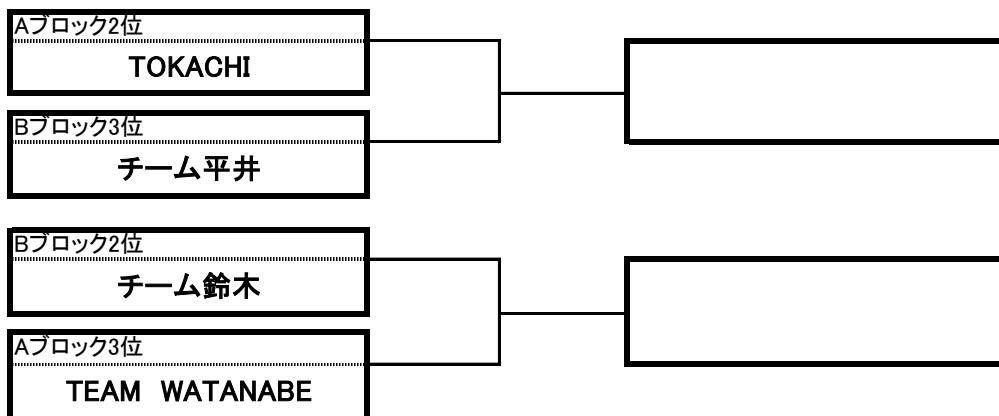 Aブロック2位
TOKACHI
Bブロック3位
チーム平井
Bブロック2位
チーム鈴木
Aブロック3位
TEAM　WATANABE